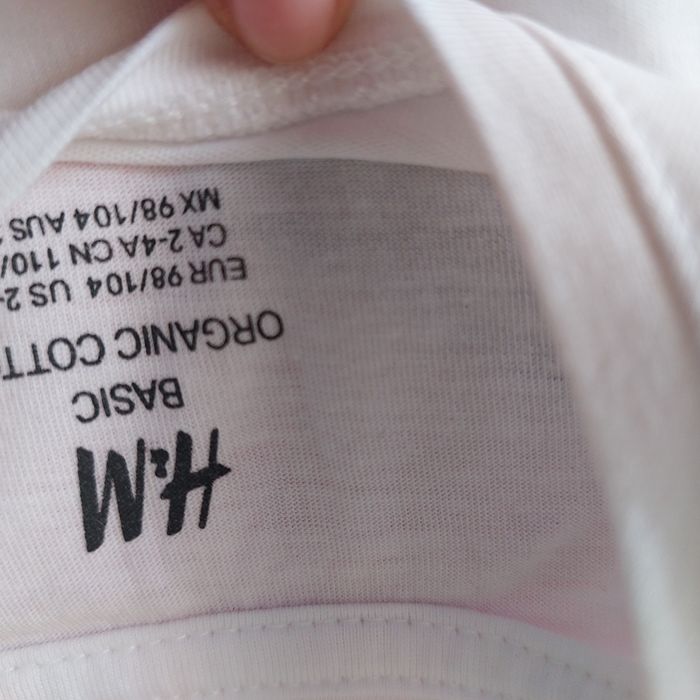 H&M
BASIC
ORGANIC COTT
EUR 98/104 US 2-
CA 2-4A CN 110/
MX 98/104 AUS